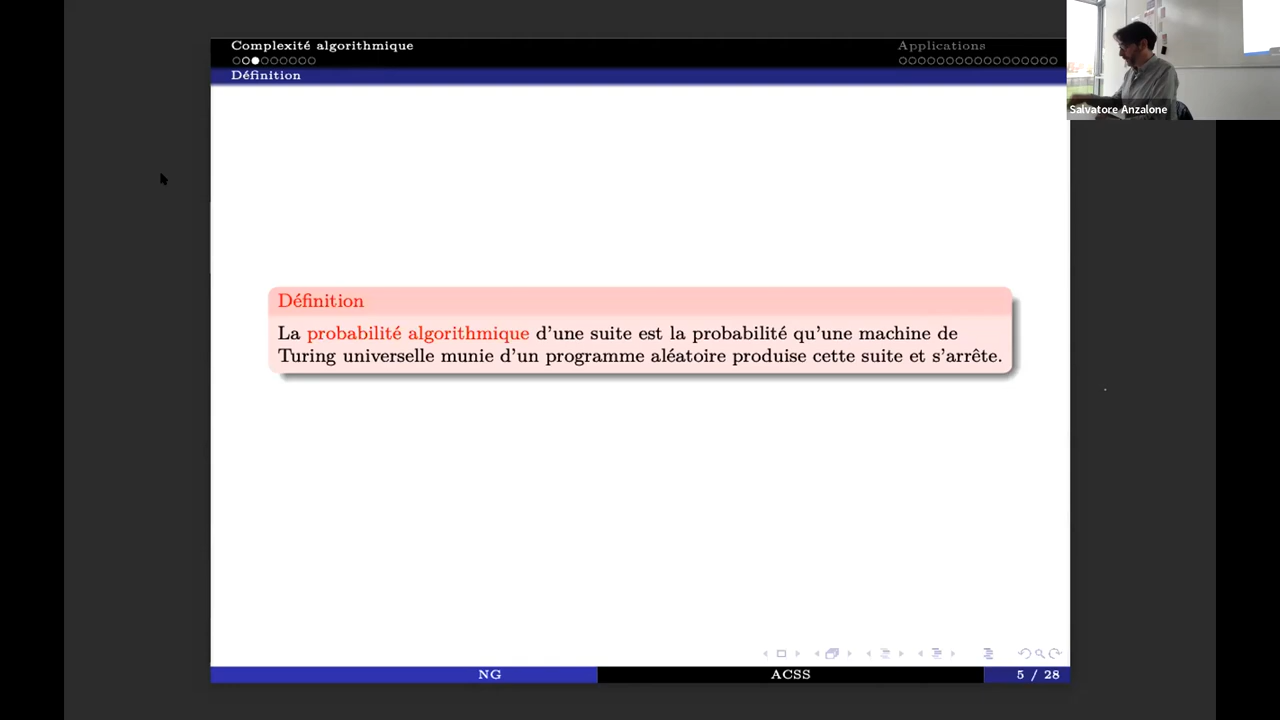 Complexité algorithmique
Applications
Définition
Salvatore Anzalone
Définition
La probabilité algorithmique d'une suite est la probabilité qu'une machine de
Turing universelle munie d'un programme aléatoire produise cette suite et s'arrête.
NG
ACSS
5 / 28